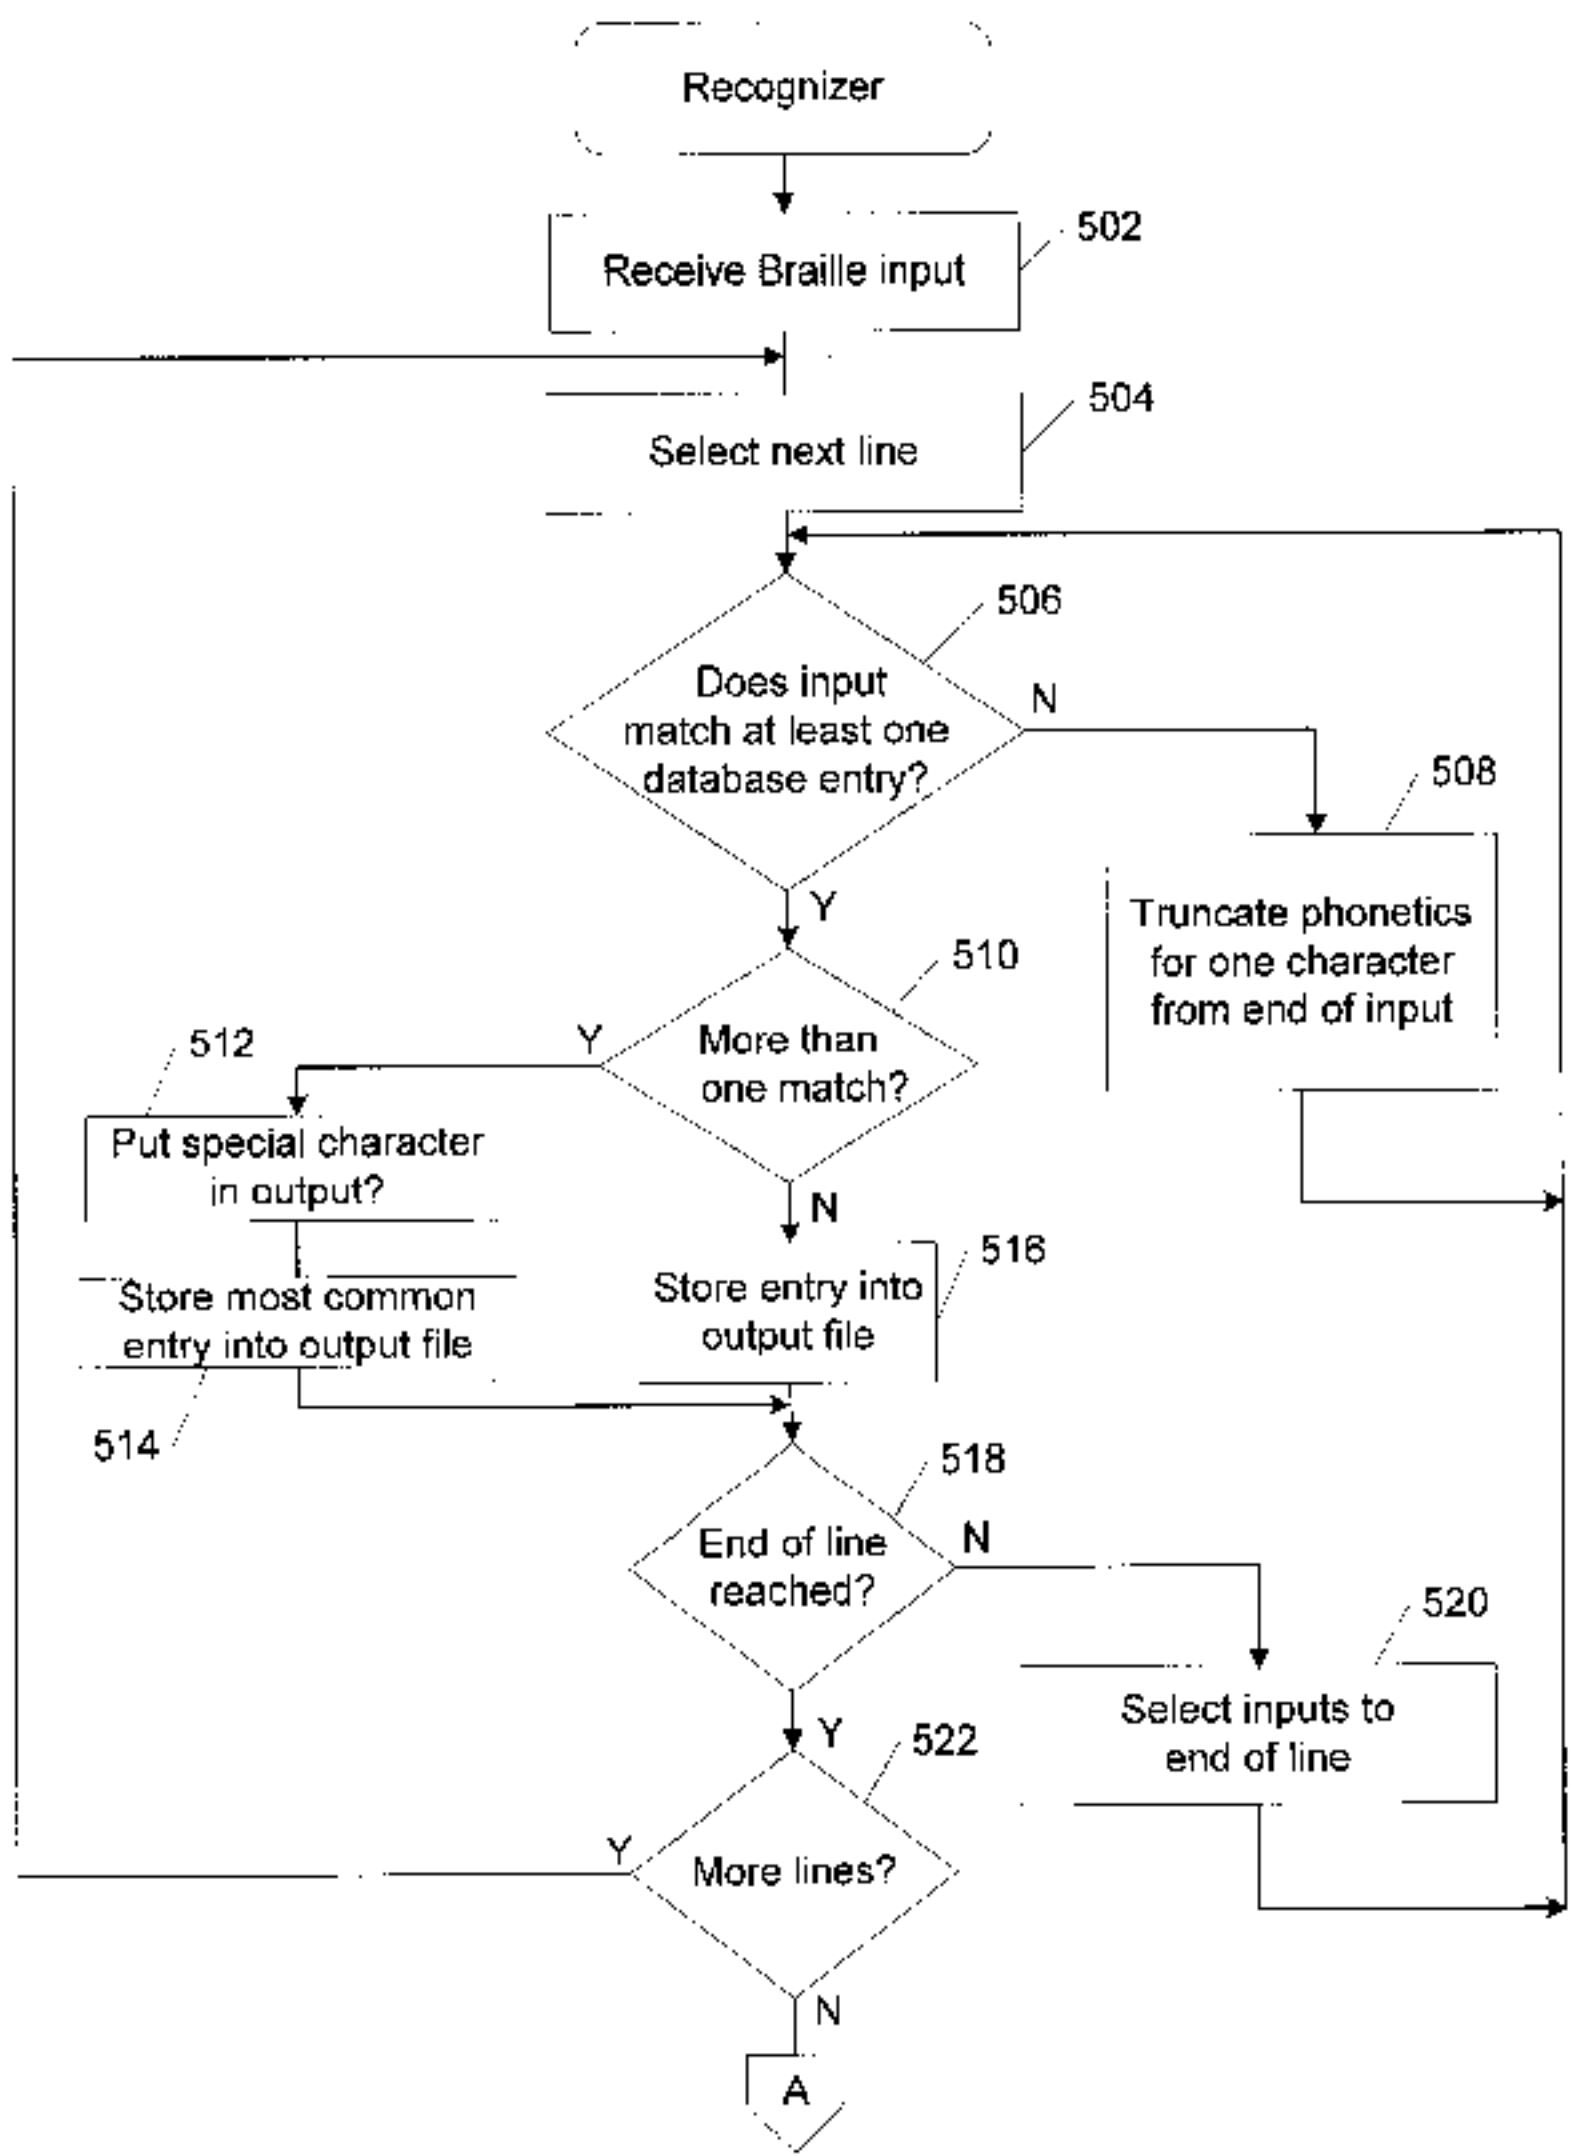 Recognizer
502
Receive Braille input
504
Select next line
506
Does input
match at least one
database entry?
N
508
Truncate phonetics
for one character
from end of input
Y
510
More than
one match?
Y
512
Put special character
in output?
N
516
Store entry into
output file
Store most common
entry into output file
514
518
End of line
reached?
N
520
Select inputs to
end of line
Y
522
More lines?
Y
N
A